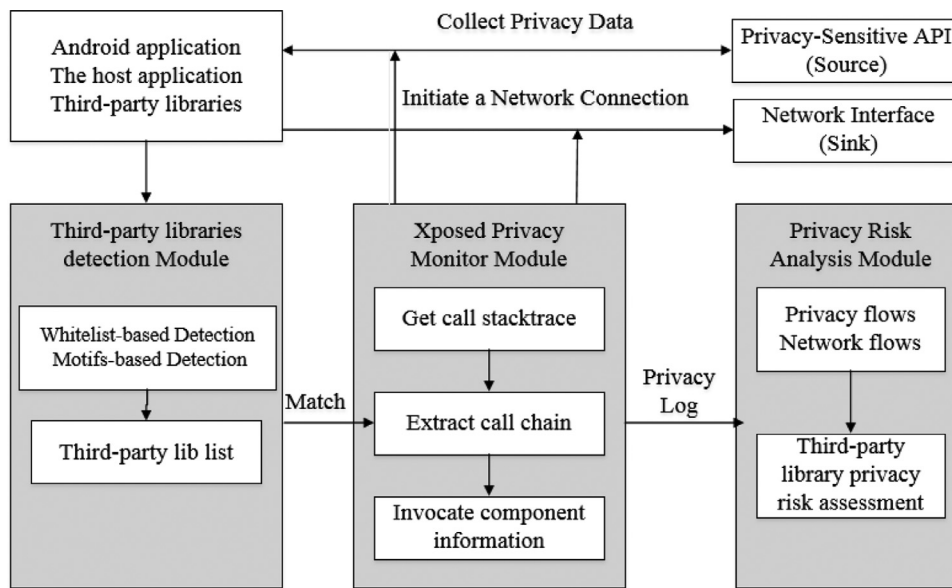 Android application
The host application
Third-party libraries
Collect Privacy Data
Privacy-Sensitive API
(Source)
Initiate a Network Connection
Network Interface
(Sink)
Third-party libraries
detection Module
Whitelist-based Detection
Motifs-based Detection
Third-party lib list
Match
Xposed Privacy
Monitor Module
Get call stacktrace
Extract call chain
Invocate component
information
Privacy
Log
Privacy Risk
Analysis Module
Privacy flows
Network flows
Third-party
library privacy
risk assessment